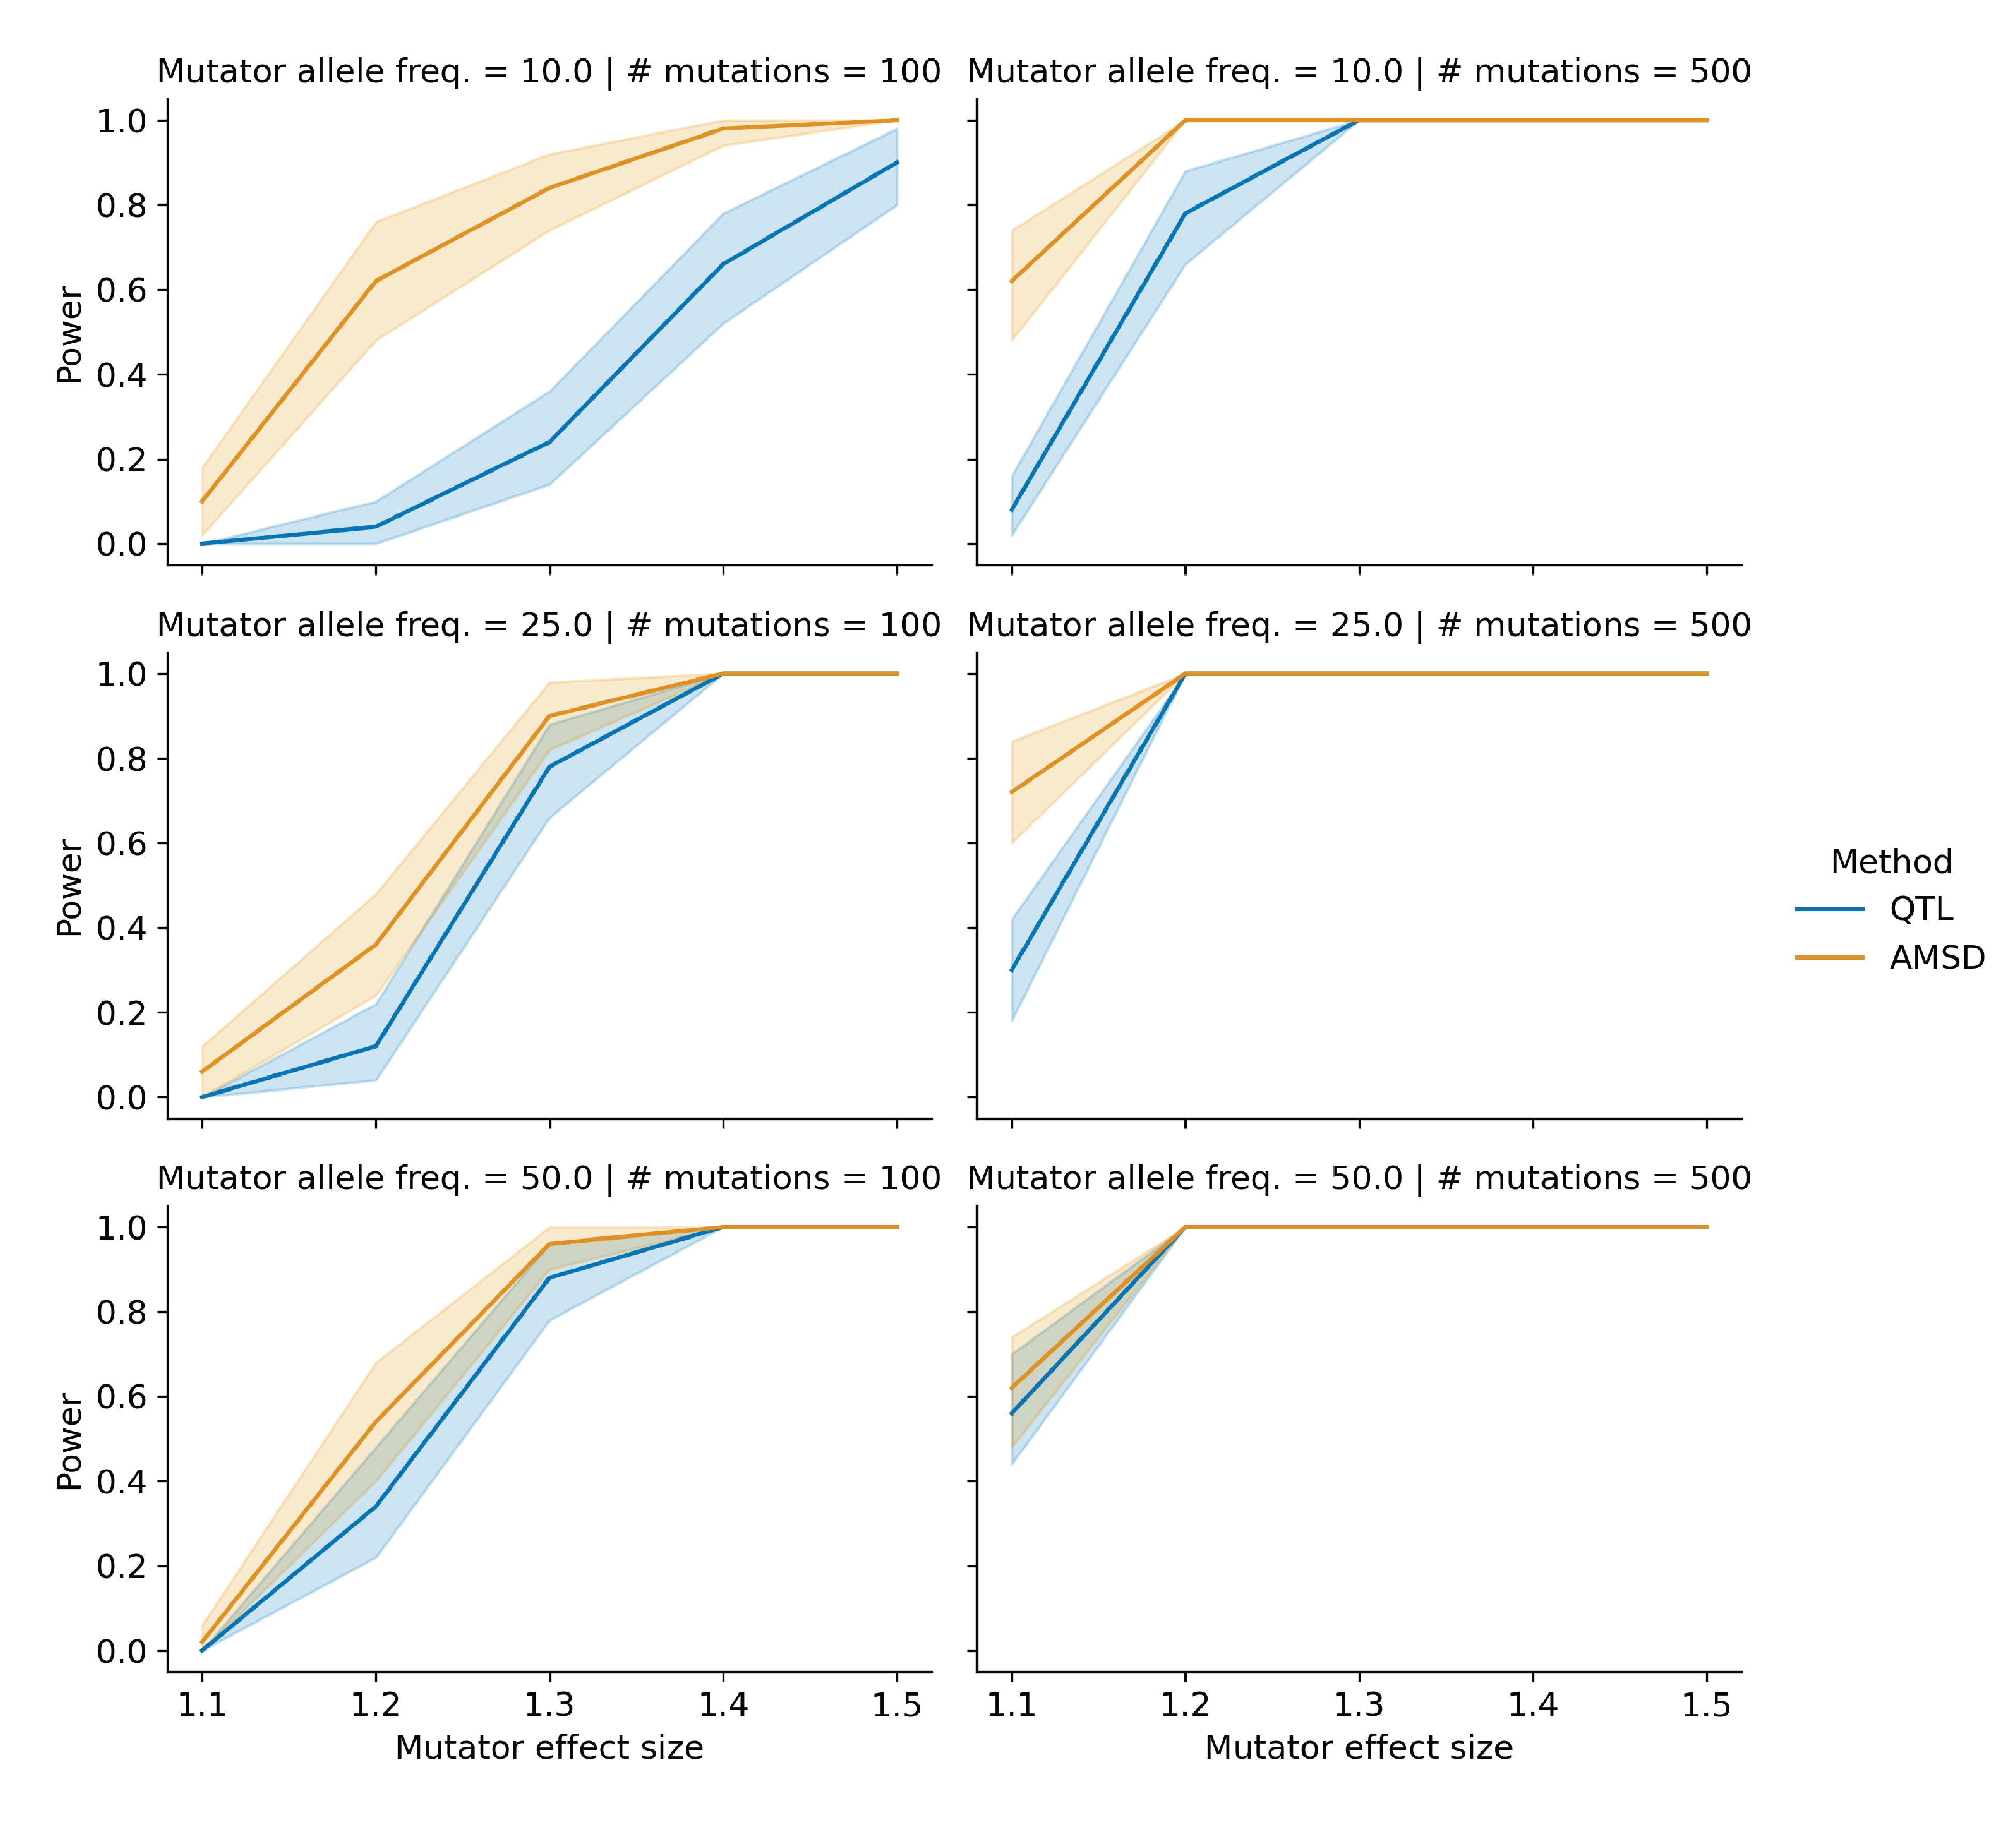 Mutator allele freq. = 10.0 | # mutations = 100
Mutator allele freq. = 10.0 | # mutations = 500
1.0
0.8
0.6
0.4
0.2
0.0
Power
Mutator allele freq. = 25.0 | # mutations = 100
Mutator allele freq. = 25.0 | # mutations = 500
1.0
0.8
0.6
0.4
0.2
0.0
Power
Method
QTL
AMSD
Mutator allele freq. = 50.0 | # mutations = 100
Mutator allele freq. = 50.0 | # mutations = 500
1.0
0.8
0.6
0.4
0.2
0.0
Power
1.1 1.2 1.3 1.4 1.5
Mutator effect size
1.1 1.2 1.3 1.4 1.5
Mutator effect size